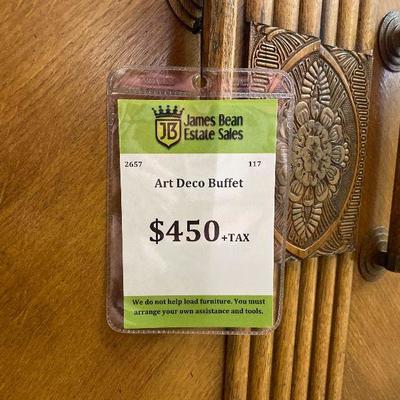 JB
James Bean
Estate Sales
2657 117
Art Deco Buffet
$450+TAX
We do not help load furniture. You must
arrange your own assistance and tools.